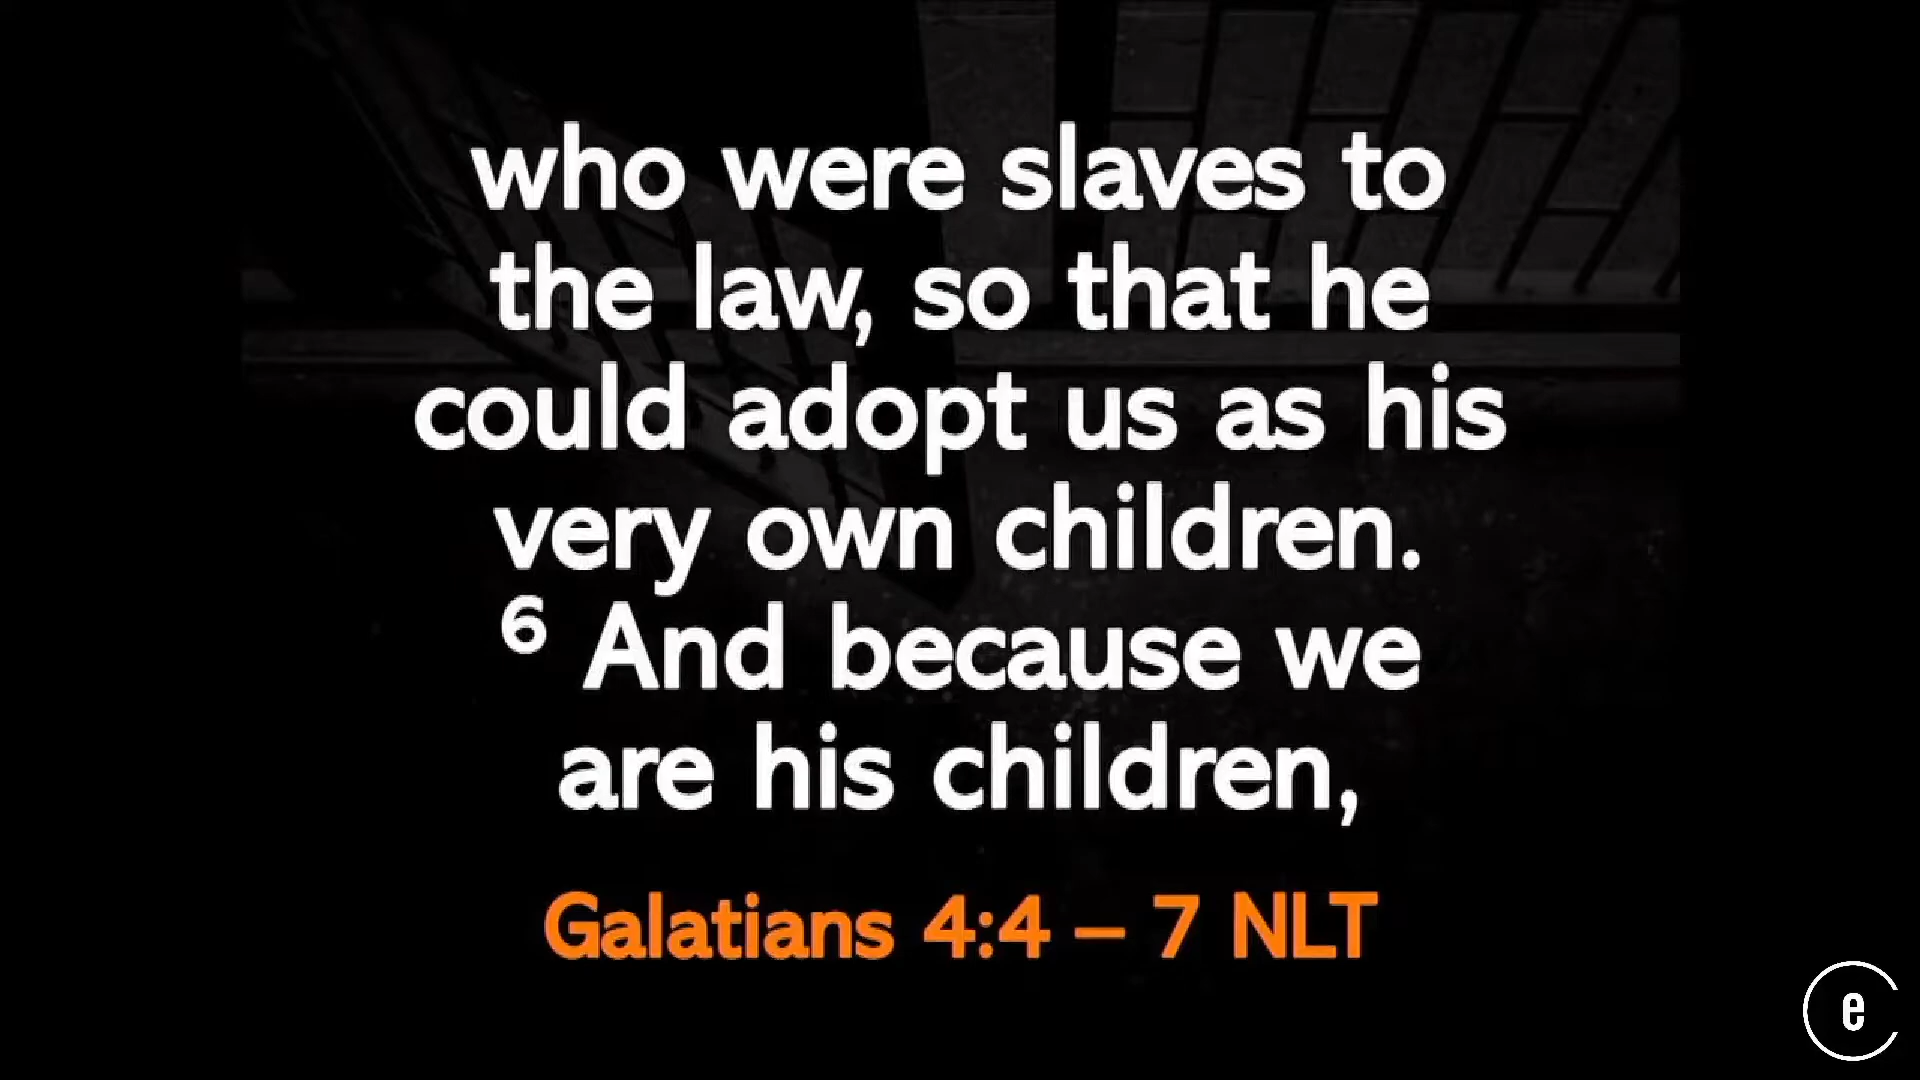 who were slaves to
the law, so that he
could adopt us as his
very own children.
⁶ And because we
are his children,
Galatians 4:4 – 7 NLT
e